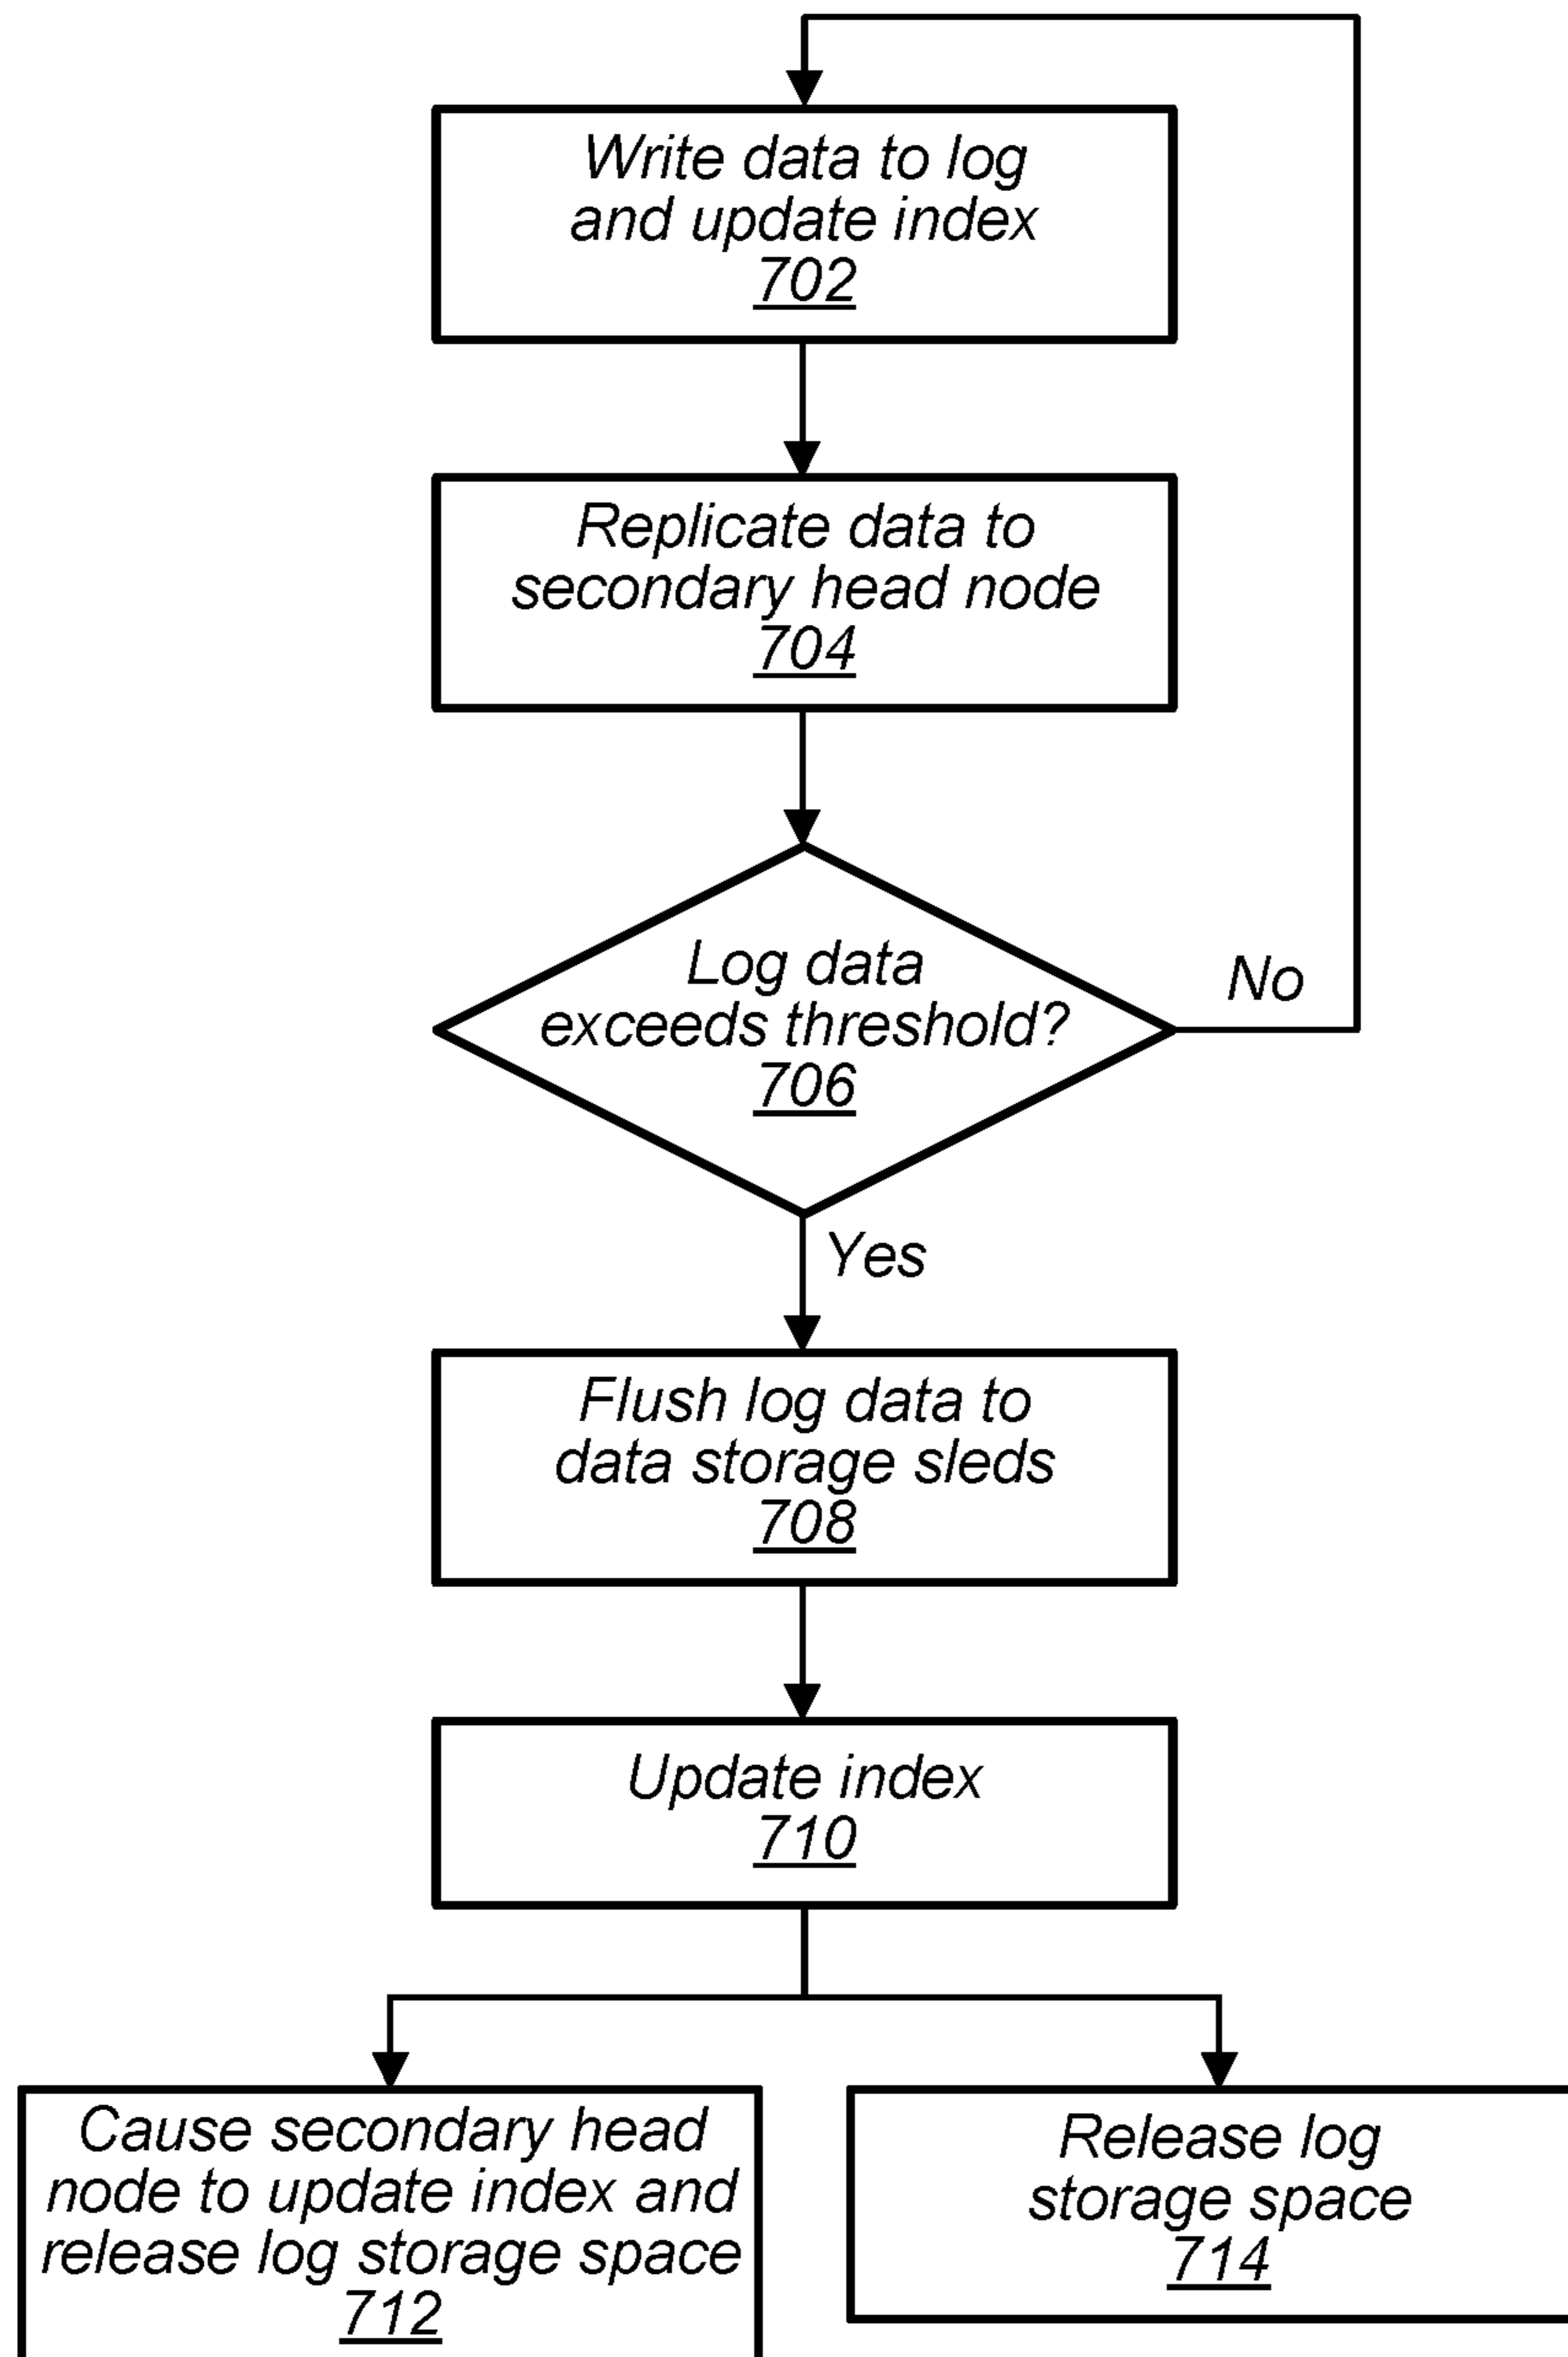 Write data to log
and update index
702
Replicate data to
secondary head node
704
Log data
exceeds threshold?
706
No
Yes
Flush log data to
data storage sleds
708
Update index
710
Cause secondary head
node to update index and
release log storage space
712
Release log
storage space
714